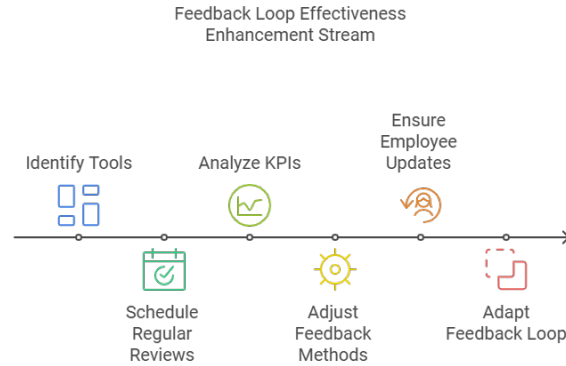 Feedback Loop Effectiveness
Enhancement Stream
Ensure
Employee
Updates
Identify Tools
Analyze KPIs
Schedule
Regular
Reviews
Adjust
Feedback
Methods
Adapt
Feedback Loop